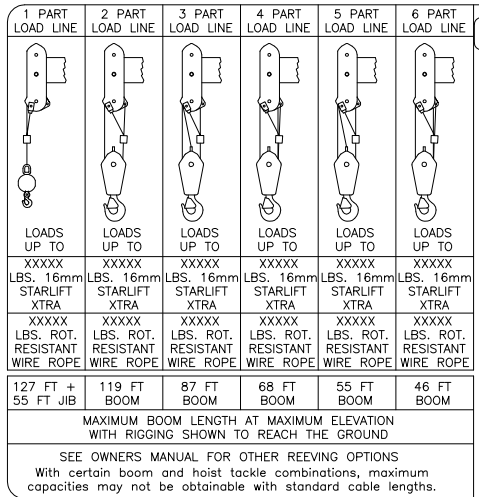 1 PART 2 PART 3 PART 4 PART 5 PART 6 PART
LOAD LINE LOAD LINE LOAD LINE LOAD LINE LOAD LINE LOAD LINE
LOADS LOADS LOADS LOADS LOADS LOADS
UP TO UP TO UP TO UP TO UP TO UP TO
XXXXX XXXXX XXXXX XXXXX XXXXX XXXXX
LBS. 16mm LBS. 16mm LBS. 16mm LBS. 16mm LBS. 16mm LBS. 16mm
STARLIFT STARLIFT STARLIFT STARLIFT STARLIFT STARLIFT
XTRA XTRA XTRA XTRA XTRA XTRA
XXXXX XXXXX XXXXX XXXXX XXXXX XXXXX
LBS. ROT. LBS. ROT. LBS. ROT. LBS. ROT. LBS. ROT. LBS. ROT.
RESISTANT RESISTANT RESISTANT RESISTANT RESISTANT RESISTANT
WIRE ROPE WIRE ROPE WIRE ROPE WIRE ROPE WIRE ROPE WIRE ROPE
127 FT + 119 FT 87 FT 68 FT 55 FT 46 FT
55 FT JIB BOOM BOOM BOOM BOOM BOOM
MAXIMUM BOOM LENGTH AT MAXIMUM ELEVATION
WITH RIGGING SHOWN TO REACH THE GROUND
SEE OWNERS MANUAL FOR OTHER REEVING OPTIONS
With certain boom and hoist tackle combinations, maximum
capacities may not be obtainable with standard cable lengths.